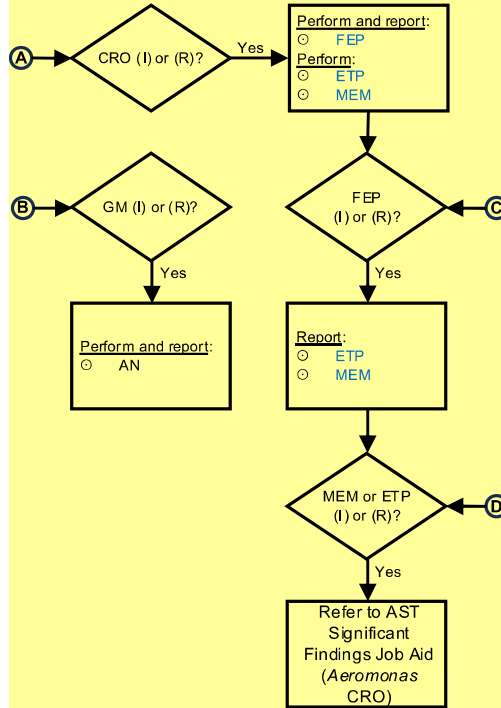 A
CRO (I) or (R)?
Yes
Perform and report:
⊙ FEP
Perform:
⊙ ETP
⊙ MEM
B
GM (I) or (R)?
Yes
Perform and report:
⊙ AN
FEP
(I) or (R)?
C
Yes
Report:
⊙ ETP
⊙ MEM
MEM or ETP
(I) or (R)?
D
Yes
Refer to AST
Significant
Findings Job Aid
(Aeromonas
CRO)